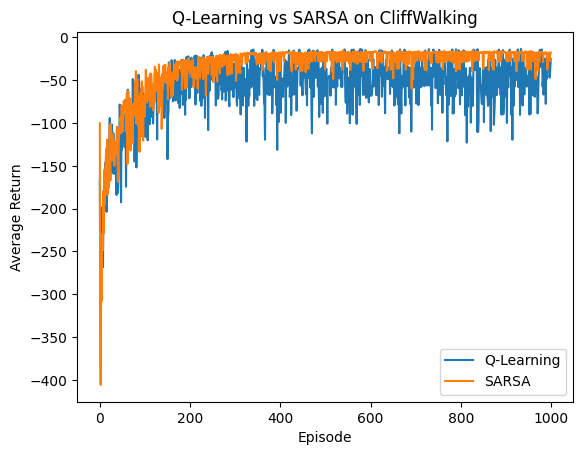 Q-Learning vs SARSA on CliffWalking
Average Return
0
−50
−100
−150
−200
−250
−300
−350
−400
0 200 400 600 800 1000
Episode
Q-Learning
SARSA